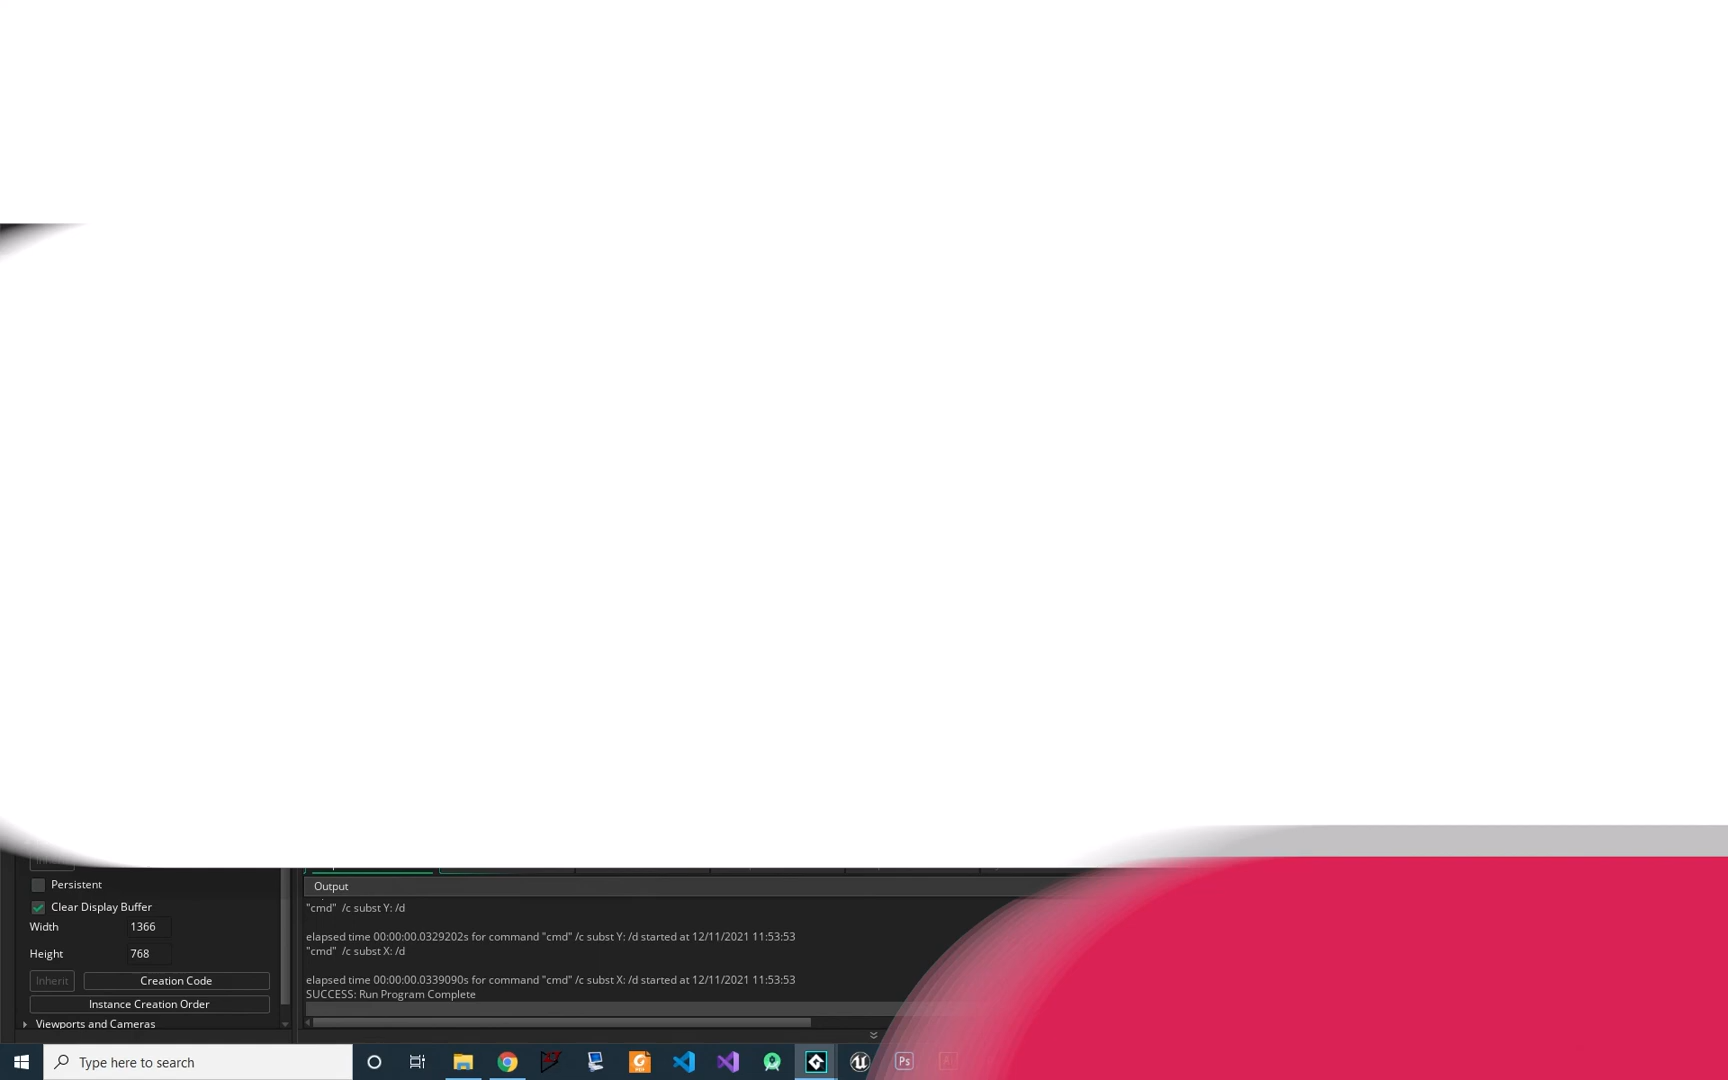 Persistent
Clear Display Buffer
Width 1366
Height 768
Inherit Creation Code
Instance Creation Order
Viewports and Cameras
Output
"cmd" /c subst Y: /d
elapsed time 00:00:00.0329202s for command "cmd" /c subst Y: /d started at 12/11/2021 11:53:53
"cmd" /c subst X: /d
elapsed time 00:00:00.0339090s for command "cmd" /c subst X: /d started at 12/11/2021 11:53:53
SUCCESS: Run Program Complete
Type here to search
Ps